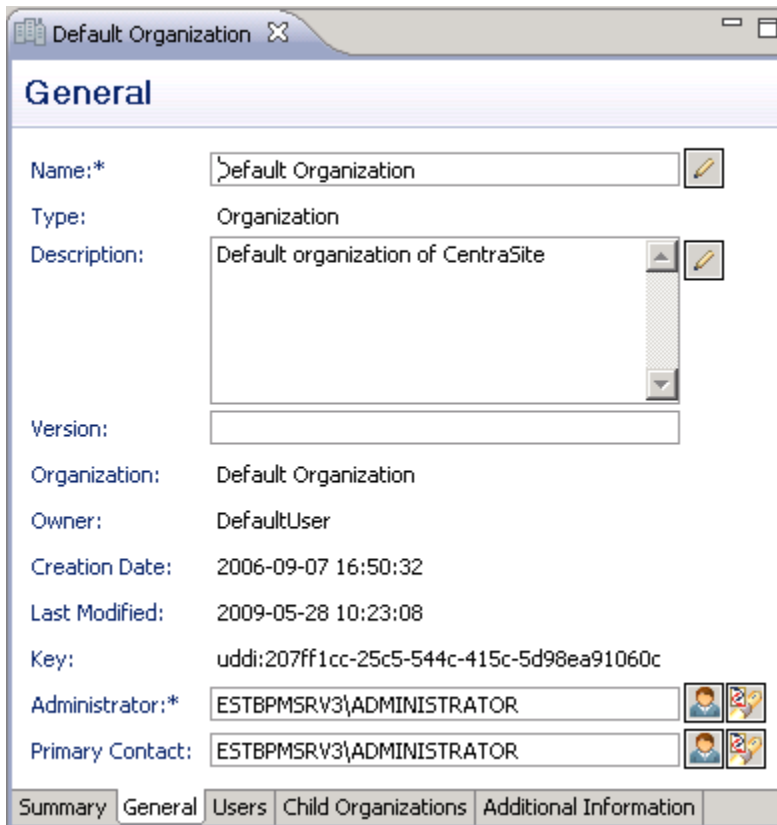 Default Organization
General
Name:* Default Organization
Type: Organization
Description: Default organization of CentraSite
Version:
Organization: Default Organization
Owner: DefaultUser
Creation Date: 2006-09-07 16:50:32
Last Modified: 2009-05-28 10:23:08
Key: uddi:207ff1cc-25c5-544c-415c-5d98ea91060c
Administrator:* ESTBPMSRV3\ADMINISTRATOR
Primary Contact: ESTBPMSRV3\ADMINISTRATOR
Summary General Users Child Organizations Additional Information